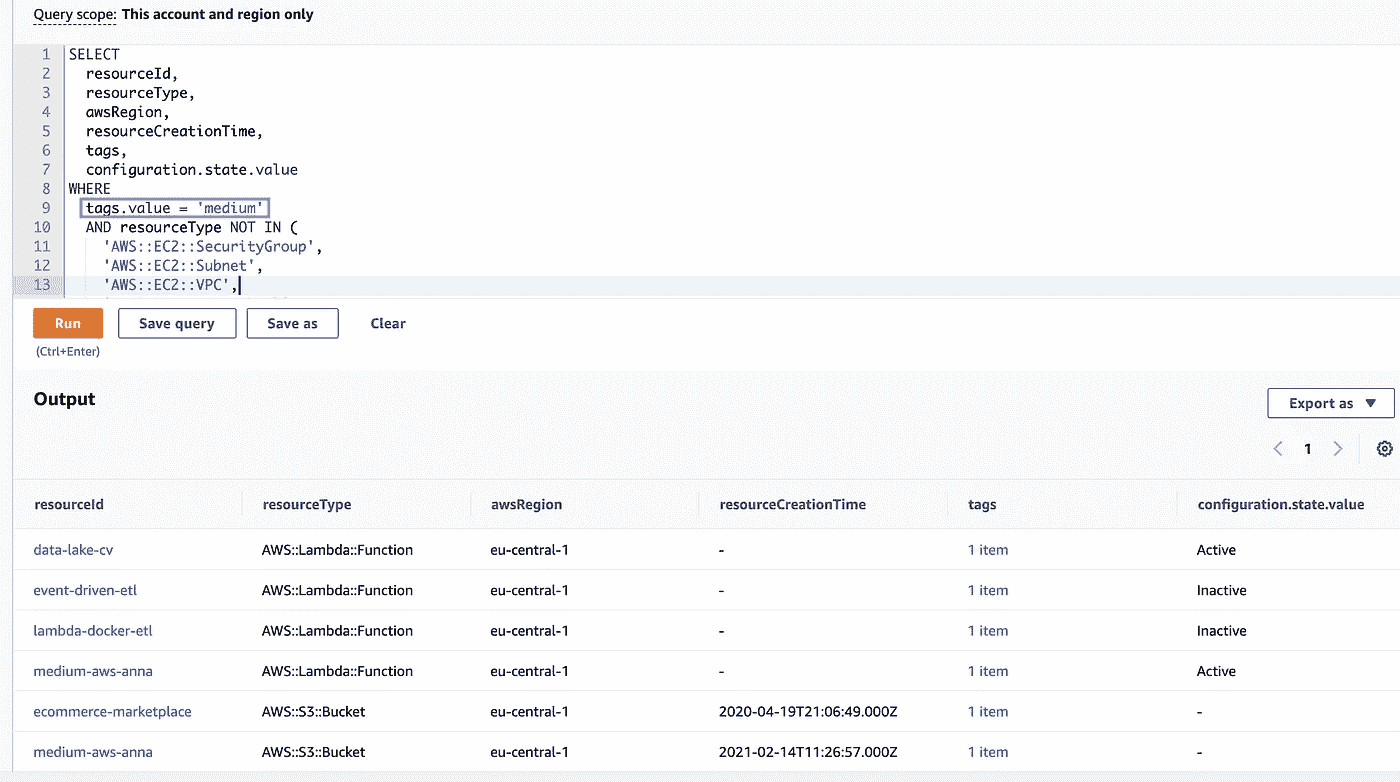 Query scope: This account and region only
1 SELECT
2 resourceId,
3 resourceType,
4 awsRegion,
5 resourceCreationTime,
6 tags,
7 configuration.state.value
8 WHERE
9 tags.value = 'medium'
10 AND resourceType NOT IN (
11 'AWS::EC2::SecurityGroup',
12 'AWS::EC2::Subnet',
13 'AWS::EC2::VPC',
Run Save query Save as Clear
(Ctrl+Enter)
Output
Export as
1
resourceId resourceType awsRegion resourceCreationTime tags configuration.state.value
data-lake-cv AWS::Lambda::Function eu-central-1 - 1 item Active
event-driven-etl AWS::Lambda::Function eu-central-1 - 1 item Inactive
lambda-docker-etl AWS::Lambda::Function eu-central-1 - 1 item Inactive
medium-aws-anna AWS::Lambda::Function eu-central-1 - 1 item Active
ecommerce-marketplace AWS::S3::Bucket eu-central-1 2020-04-19T21:06:49.000Z 1 item -
medium-aws-anna AWS::S3::Bucket eu-central-1 2021-02-14T11:26:57.000Z 1 item -